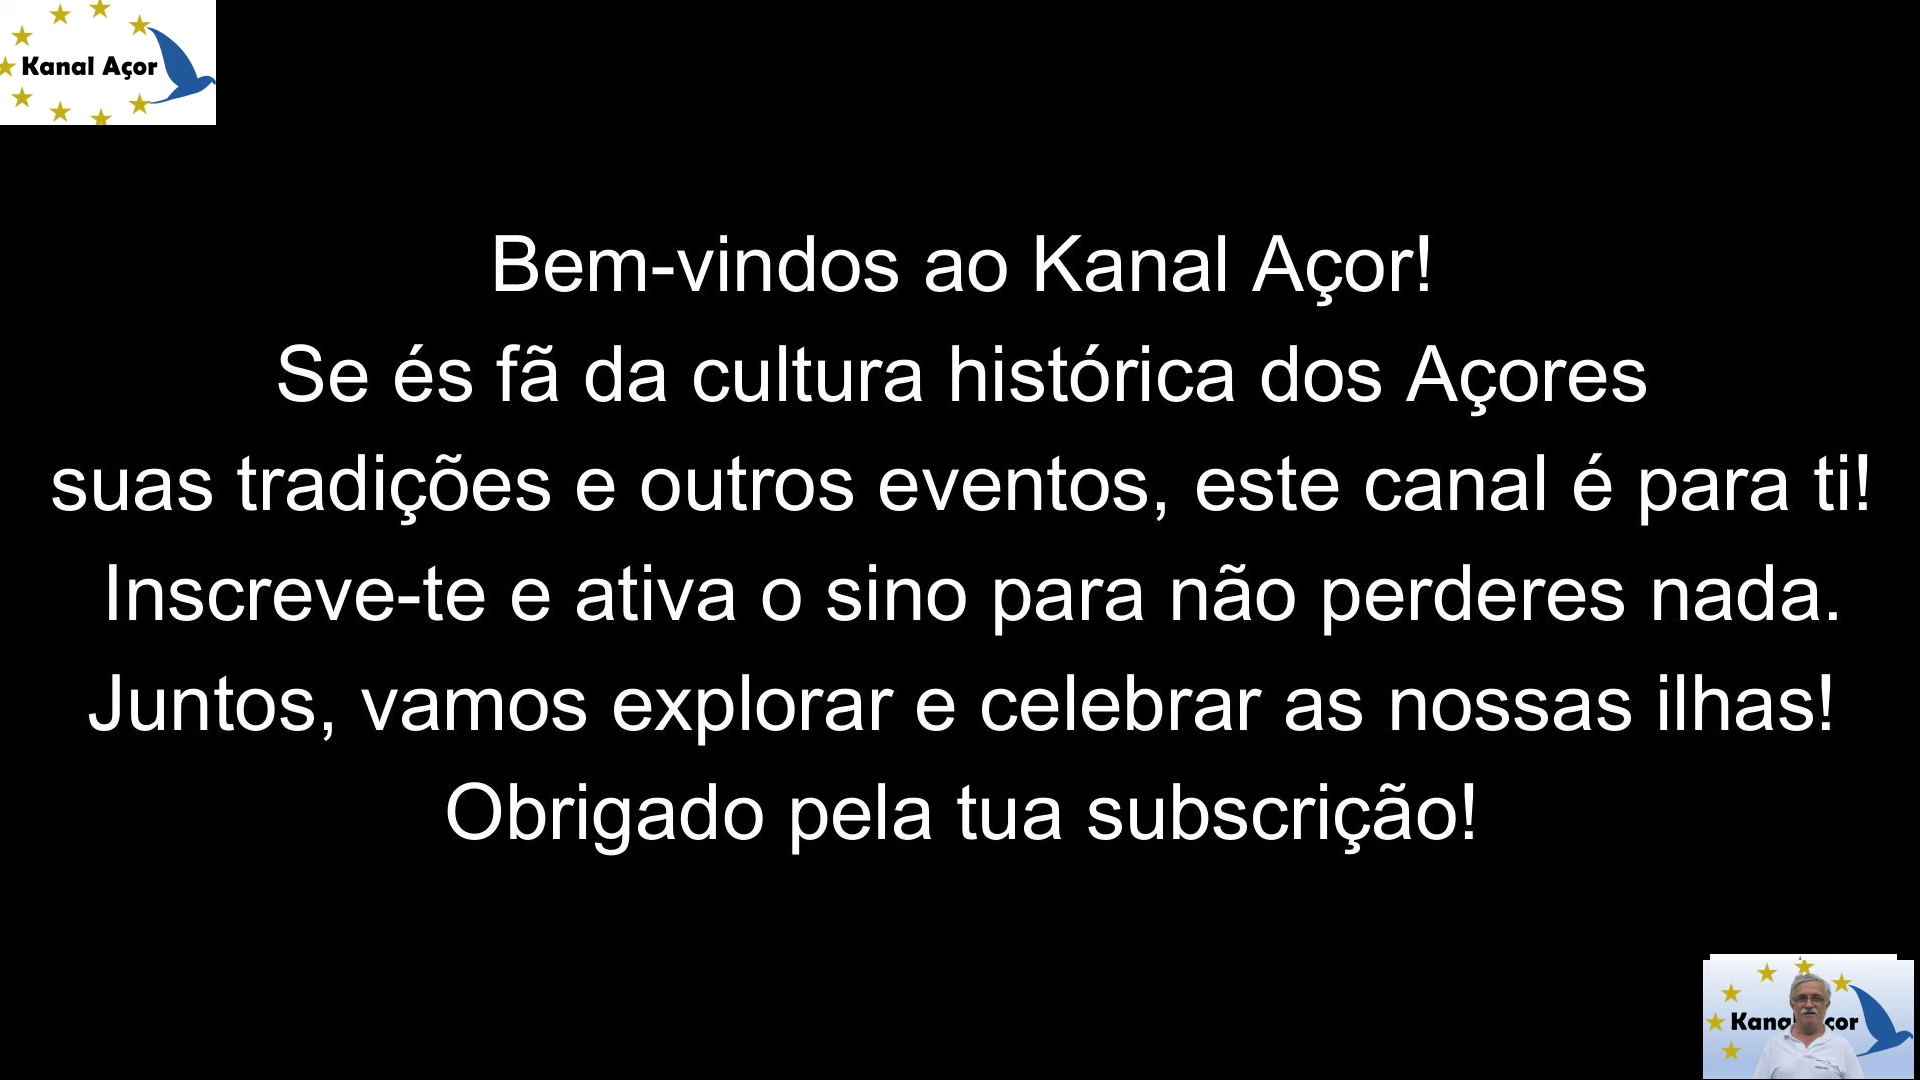 Kanal Açor
Bem-vindos ao Kanal Açor!
Se és fã da cultura histórica dos Açores
suas tradições e outros eventos, este canal é para ti!
Inscreve-te e ativa o sino para não perderes nada.
Juntos, vamos explorar e celebrar as nossas ilhas!
Obrigado pela tua subscrição!